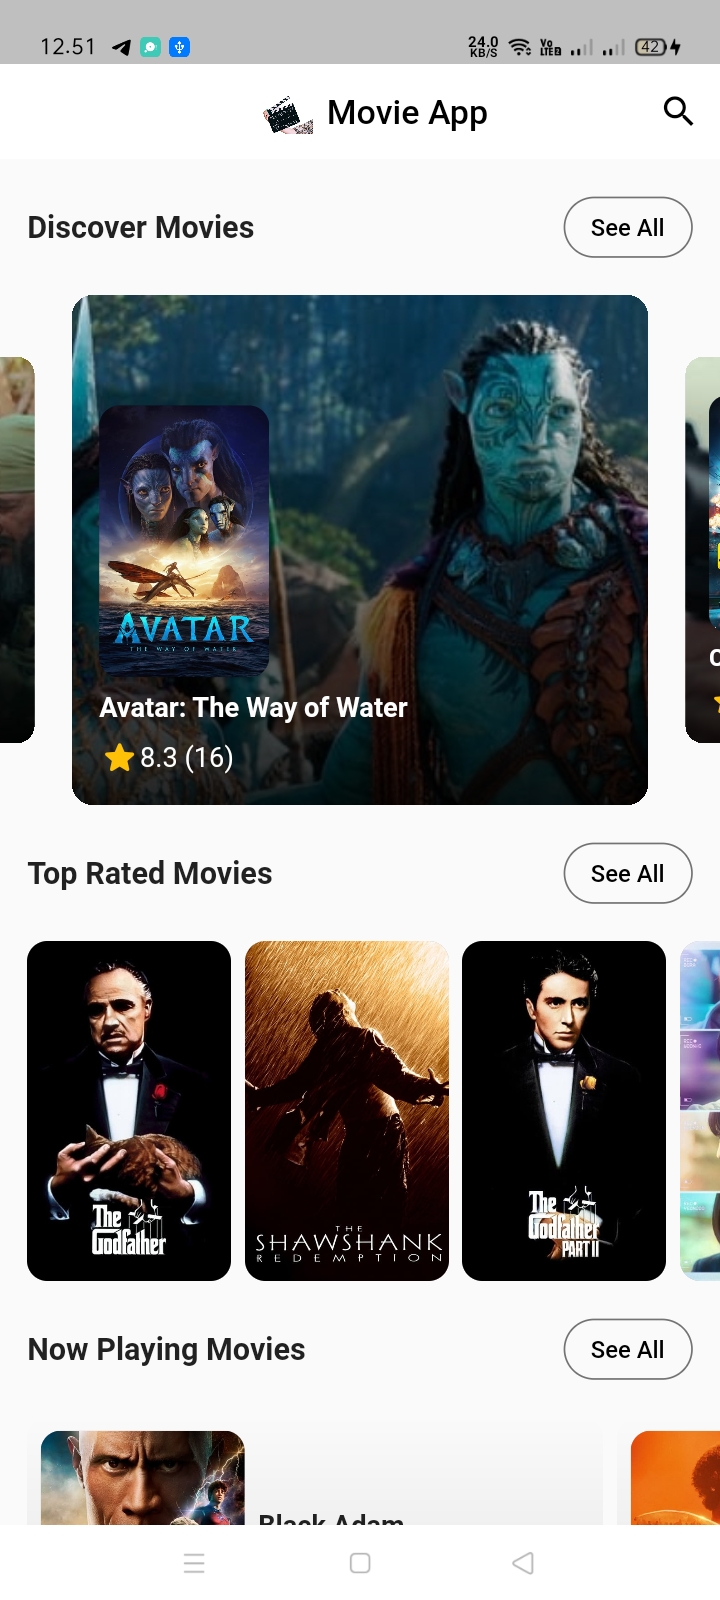 12.51
24.0 KB/S
Vo LTE2
42
Movie App
Discover Movies
See All
AVATAR
THE WAY OF WATER
Avatar: The Way of Water
8.3 (16)
Top Rated Movies
See All
The Godfather
THE SHAWSHANK REDEMPTION
The Godfather PART II
Now Playing Movies
See All
Black Adam